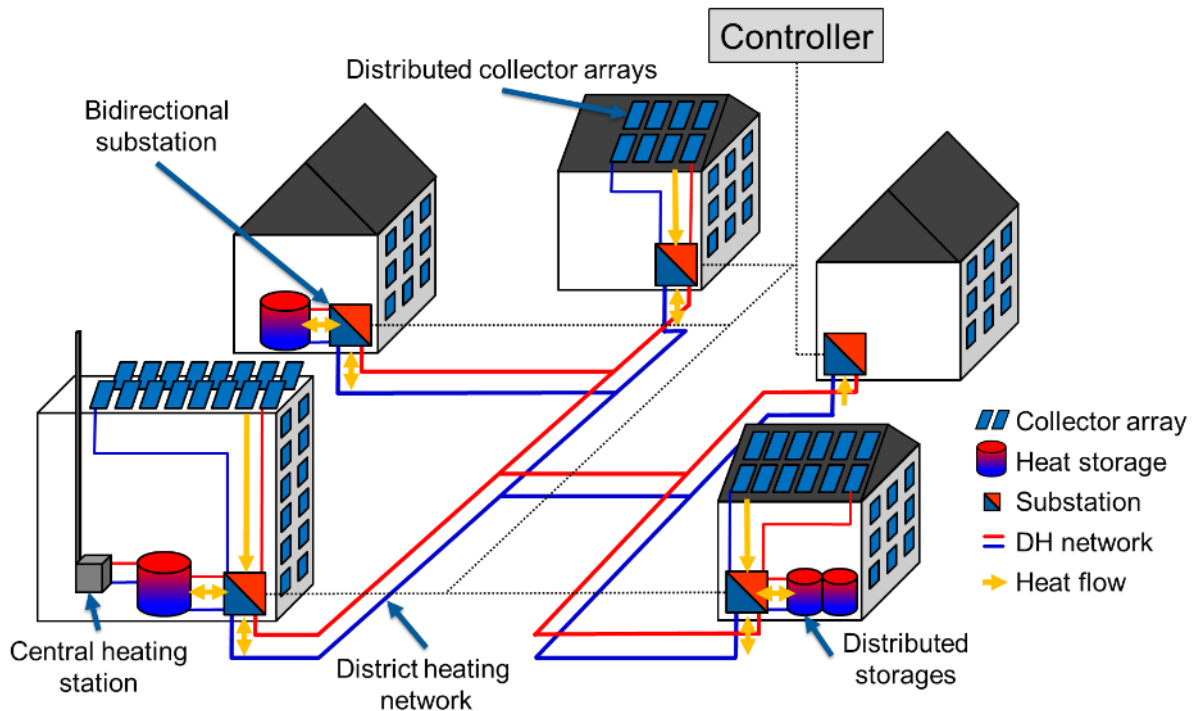 Controller
Distributed collector arrays
Bidirectional
substation
Collector array
Heat storage
Substation
DH network
Heat flow
Central heating
station
District heating
network
Distributed
storages